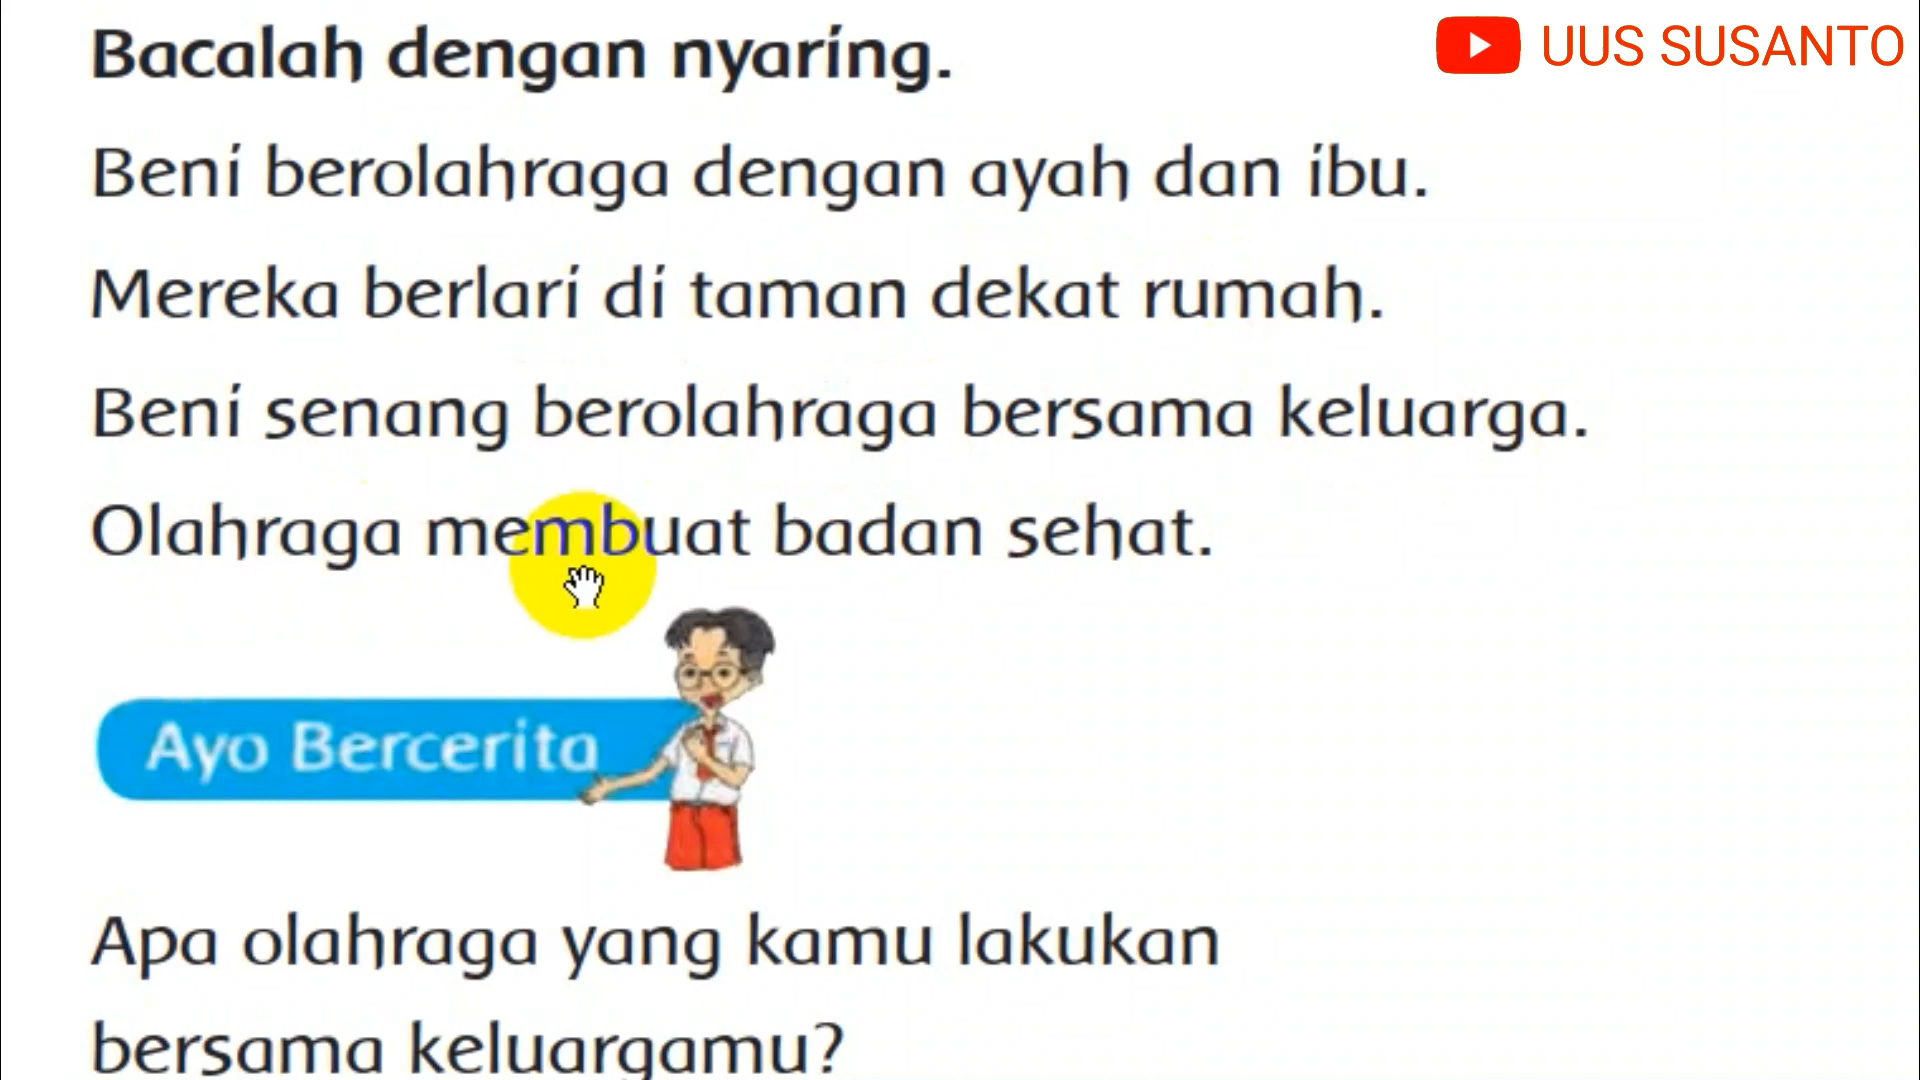 Bacalah dengan nyaring.
UUS SUSANTO
Beni berolahraga dengan ayah dan ibu.
Mereka berlari di taman dekat rumah.
Beni senang berolahraga bersama keluarga.
Olahraga membuat badan sehat.
Ayo Bercerita
Apa olahraga yang kamu lakukan
bersama keluargamu?